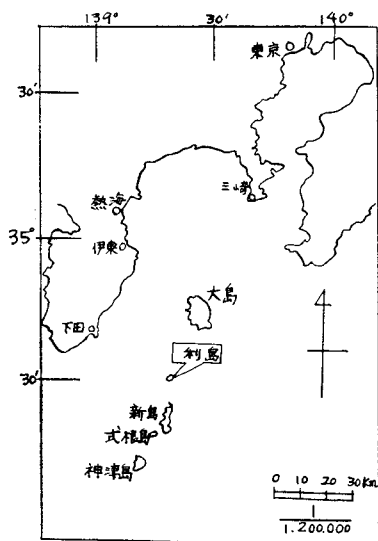 139° 30′ 140°
東京
30′
三崎
熱海
35°
伊東
大島
下田
利島
30′
新島
式根島
神津島
0 10 20 30Km
1
1.200.000